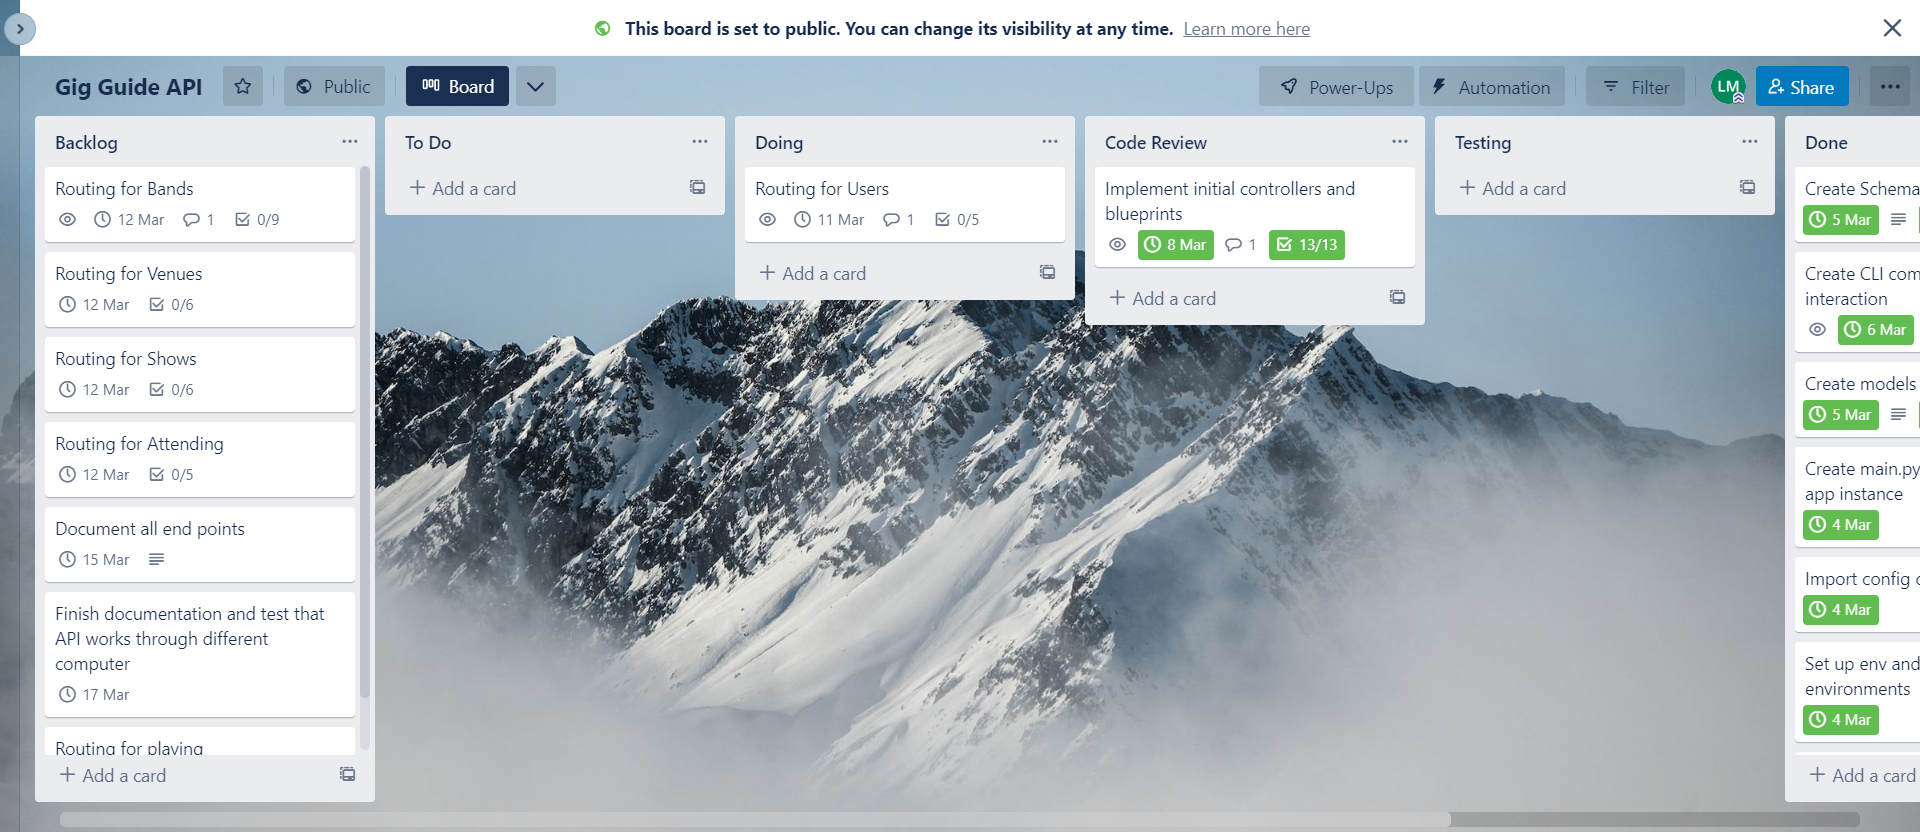 This board is set to public. You can change its visibility at any time. Learn more here
Gig Guide API
Public
Board
Power-Ups
Automation
Filter
LM
Share
Backlog
Routing for Bands
12 Mar 1 0/9
Routing for Venues
12 Mar 0/6
Routing for Shows
12 Mar 0/6
Routing for Attending
12 Mar 0/5
Document all end points
15 Mar
Finish documentation and test that
API works through different
computer
17 Mar
Routing for playing
+ Add a card
To Do
+ Add a card
Doing
Routing for Users
11 Mar 1 0/5
+ Add a card
Code Review
Implement initial controllers and
blueprints
8 Mar 1 13/13
+ Add a card
Testing
+ Add a card
Done
Create Schema
5 Mar
Create CLI com
interaction
6 Mar
Create models
5 Mar
Create main.py
app instance
4 Mar
Import config
4 Mar
Set up env and
environments
4 Mar
+ Add a card